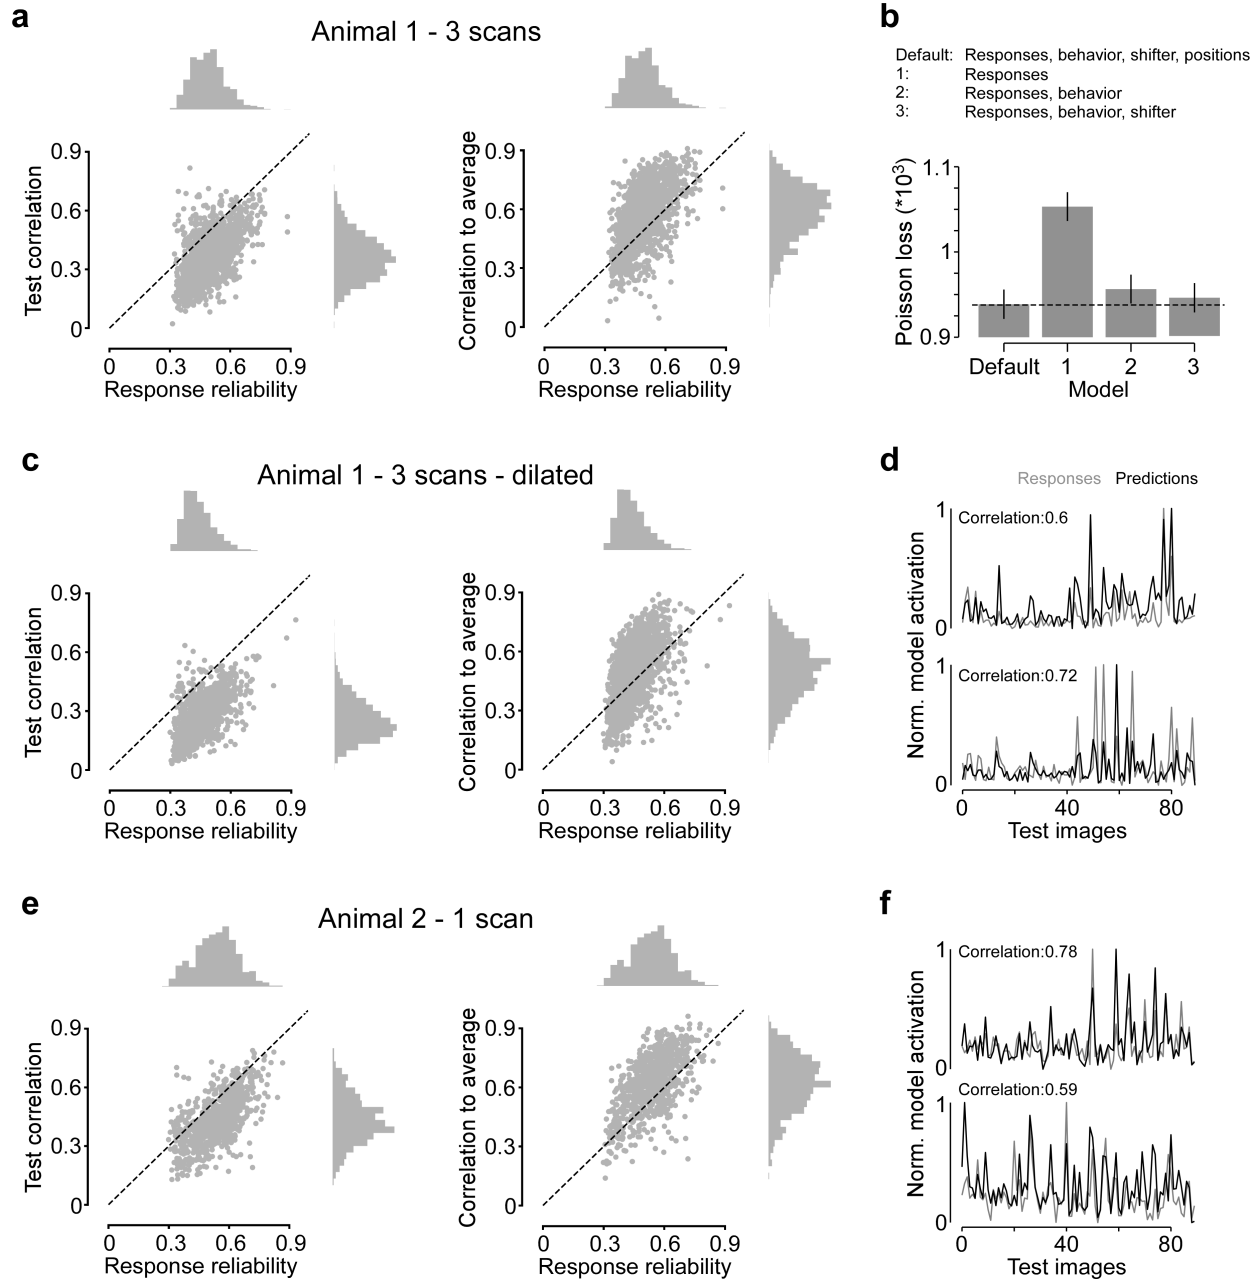 a
Animal 1 - 3 scans
Test correlation
0.9
0.6
0.3
0
0 0.3 0.6 0.9
Response reliability
Correlation to average
0.9
0.6
0.3
0
0 0.3 0.6 0.9
Response reliability
b
Default: Responses, behavior, shifter, positions
1: Responses
2: Responses, behavior
3: Responses, behavior, shifter
Poisson loss (*10³)
1.1
1
0.9
Default 1 2 3
Model
c
Animal 1 - 3 scans - dilated
Test correlation
0.9
0.6
0.3
0
0 0.3 0.6 0.9
Response reliability
Correlation to average
0.9
0.6
0.3
0
0 0.3 0.6 0.9
Response reliability
d
Responses Predictions
Norm. model activation
1
Correlation:0.6
0
1
Correlation:0.72
0
0 40 80
Test images
e
Animal 2 - 1 scan
Test correlation
0.9
0.6
0.3
0
0 0.3 0.6 0.9
Response reliability
Correlation to average
0.9
0.6
0.3
0
0 0.3 0.6 0.9
Response reliability
f
Norm. model activation
1
Correlation:0.78
0
Correlation:0.59
1
0
0 40 80
Test images